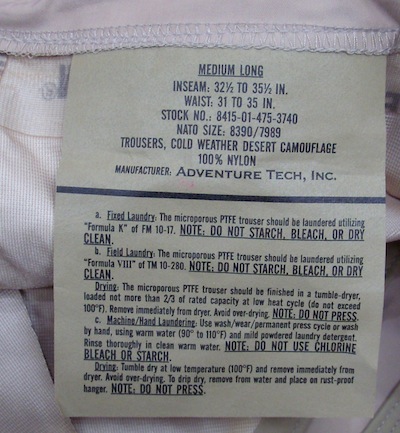 MEDIUM LONG
INSEAM: 32½ TO 35½ IN.
WAIST: 31 TO 35 IN.
STOCK NO.: 8415-01-475-3740
NATO SIZE: 8390/7989
TROUSERS, COLD WEATHER DESERT CAMOUFLAGE
100% NYLON
MANUFACTURER: ADVENTURE TECH, INC.
a. Fixed Laundry: The microporous PTFE trouser should be laundered utilizing
"Formula K" of FM 10-17. NOTE: DO NOT STARCH, BLEACH, OR DRY
CLEAN.
b. Field Laundry: The microporous PTFE trouser should be laundered utilizing
"Formula VIII" of TM 10-280. NOTE: DO NOT STARCH, BLEACH, OR DRY
CLEAN.
Drying: The microporous PTFE trouser should be finished in a tumble-dryer,
loaded not more than 2/3 of rated capacity at low heat cycle (do not exceed
100°F). Remove immediately from dryer. Avoid over-drying. NOTE: DO NOT PRESS.
c. Machine/Hand Laundering: Use wash/wear/permanent press cycle or wash
by hand, using warm water (90° to 110°F) and mild powdered laundry detergent.
Rinse thoroughly in clean warm water. NOTE: DO NOT USE CHLORINE
BLEACH OR STARCH.
Drying: Tumble dry at low temperature (100°F) and remove immediately from
dryer. Avoid over-drying. To drip dry, remove from water and place on rust-proof
hanger. NOTE: DO NOT PRESS.